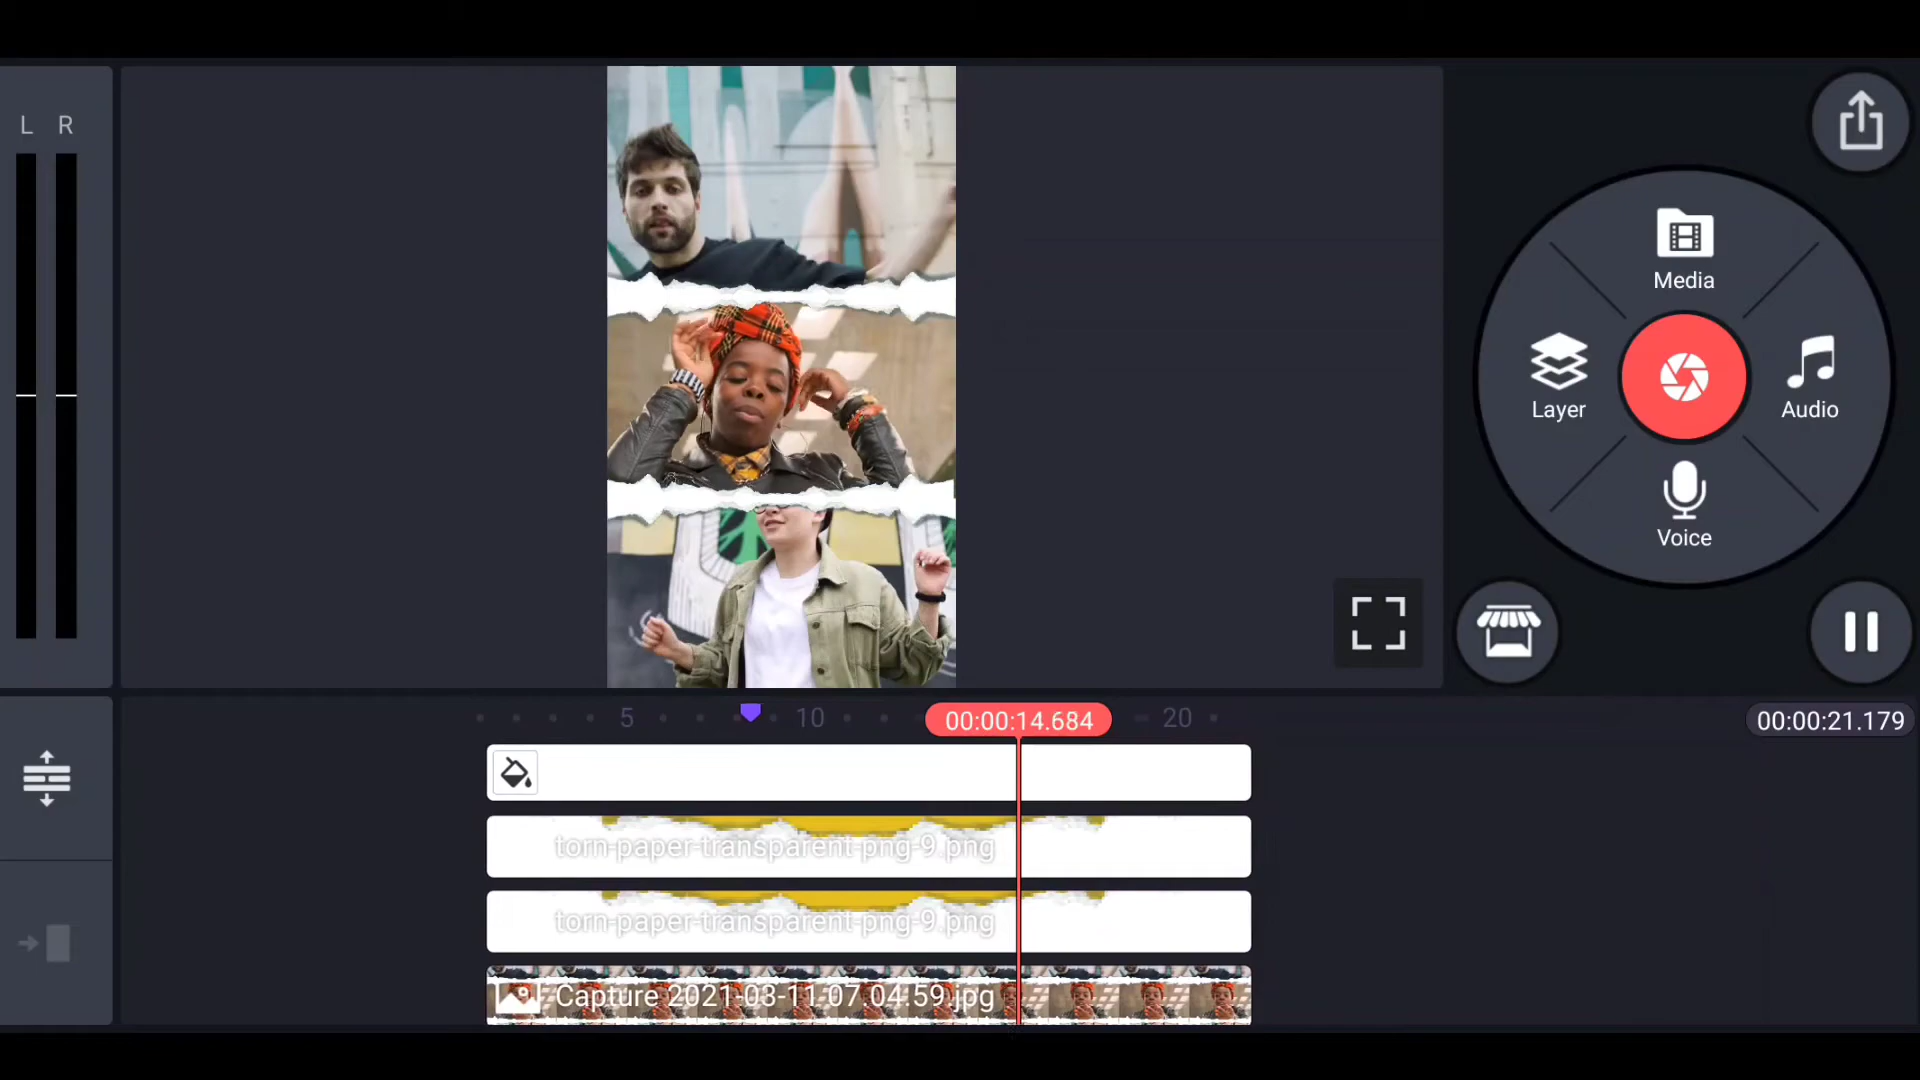 L R
Media
Layer
Audio
Voice
5 10 00:00:14.684 20 00:00:21.179
torn-paper-transparent-png-9.png
torn-paper-transparent-png-9.png
Capture 2021-03-11 07.04.59.jpg